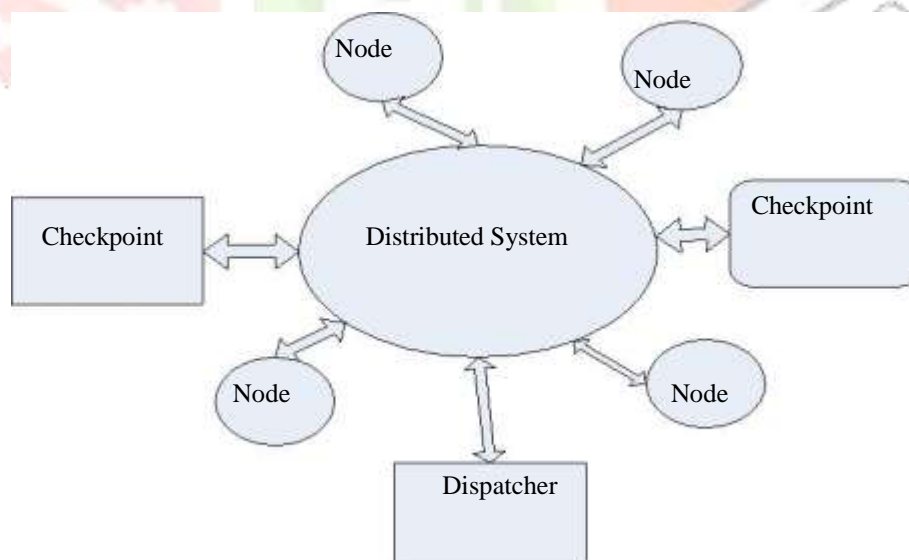 Node
Node
Checkpoint
Distributed System
Checkpoint
Node
Node
Dispatcher